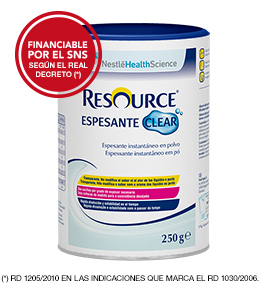 FINANCIABLE
POR EL SNS
SEGÚN EL REAL
DECRETO (*)
NestléHealthScience
RESOURCE®
ESPESANTE CLEAR
Espesante instantáneo en polvo
Espessante instantâneo em pó
250 g e
(*) RD 1205/2010 EN LAS INDICACIONES QUE MARCA EL RD 1030/2006.